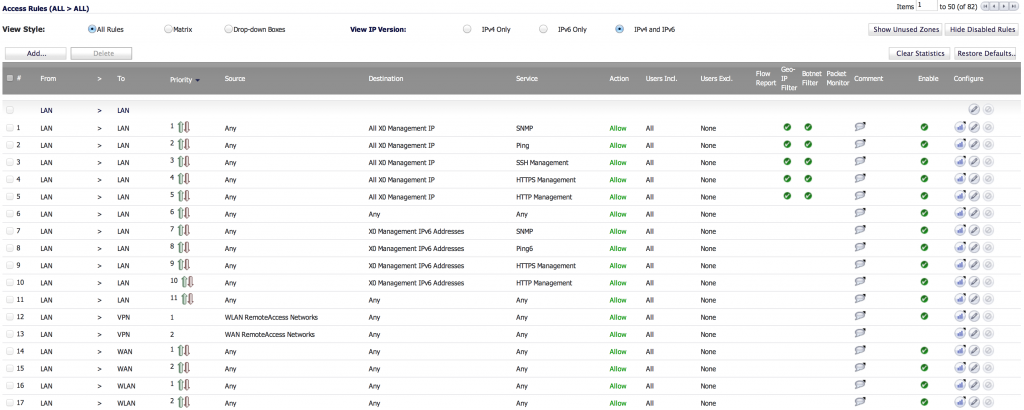 Access Rules (ALL > ALL)
Items 1 to 50 (of 82)
View Style: All Rules Matrix Drop-down Boxes View IP Version: IPv4 Only IPv6 Only IPv4 and IPv6 Show Unused Zones Hide Disabled Rules
Add... Delete Clear Statistics Restore Defaults..
# From > To Priority Source Destination Service Action Users Incl. Users Excl. Flow Report Geo-IP Filter Botnet Filter Packet Monitor Comment Enable Configure
LAN > LAN
1 LAN > LAN 1 Any All X0 Management IP SNMP Allow All None
2 LAN > LAN 2 Any All X0 Management IP Ping Allow All None
3 LAN > LAN 3 Any All X0 Management IP SSH Management Allow All None
4 LAN > LAN 4 Any All X0 Management IP HTTPS Management Allow All None
5 LAN > LAN 5 Any All X0 Management IP HTTP Management Allow All None
6 LAN > LAN 6 Any Any Any Allow All None
7 LAN > LAN 7 Any X0 Management IPv6 Addresses SNMP Allow All None
8 LAN > LAN 8 Any X0 Management IPv6 Addresses Ping6 Allow All None
9 LAN > LAN 9 Any X0 Management IPv6 Addresses HTTPS Management Allow All None
10 LAN > LAN 10 Any X0 Management IPv6 Addresses HTTP Management Allow All None
11 LAN > LAN 11 Any Any Any Allow All None
12 LAN > VPN 1 WLAN RemoteAccess Networks Any Any Allow All None
13 LAN > VPN 2 WAN RemoteAccess Networks Any Any Allow All None
14 LAN > WAN 1 Any Any Any Allow All None
15 LAN > WAN 2 Any Any Any Allow All None
16 LAN > WLAN 1 Any Any Any Allow All None
17 LAN > WLAN 2 Any Any Any Allow All None